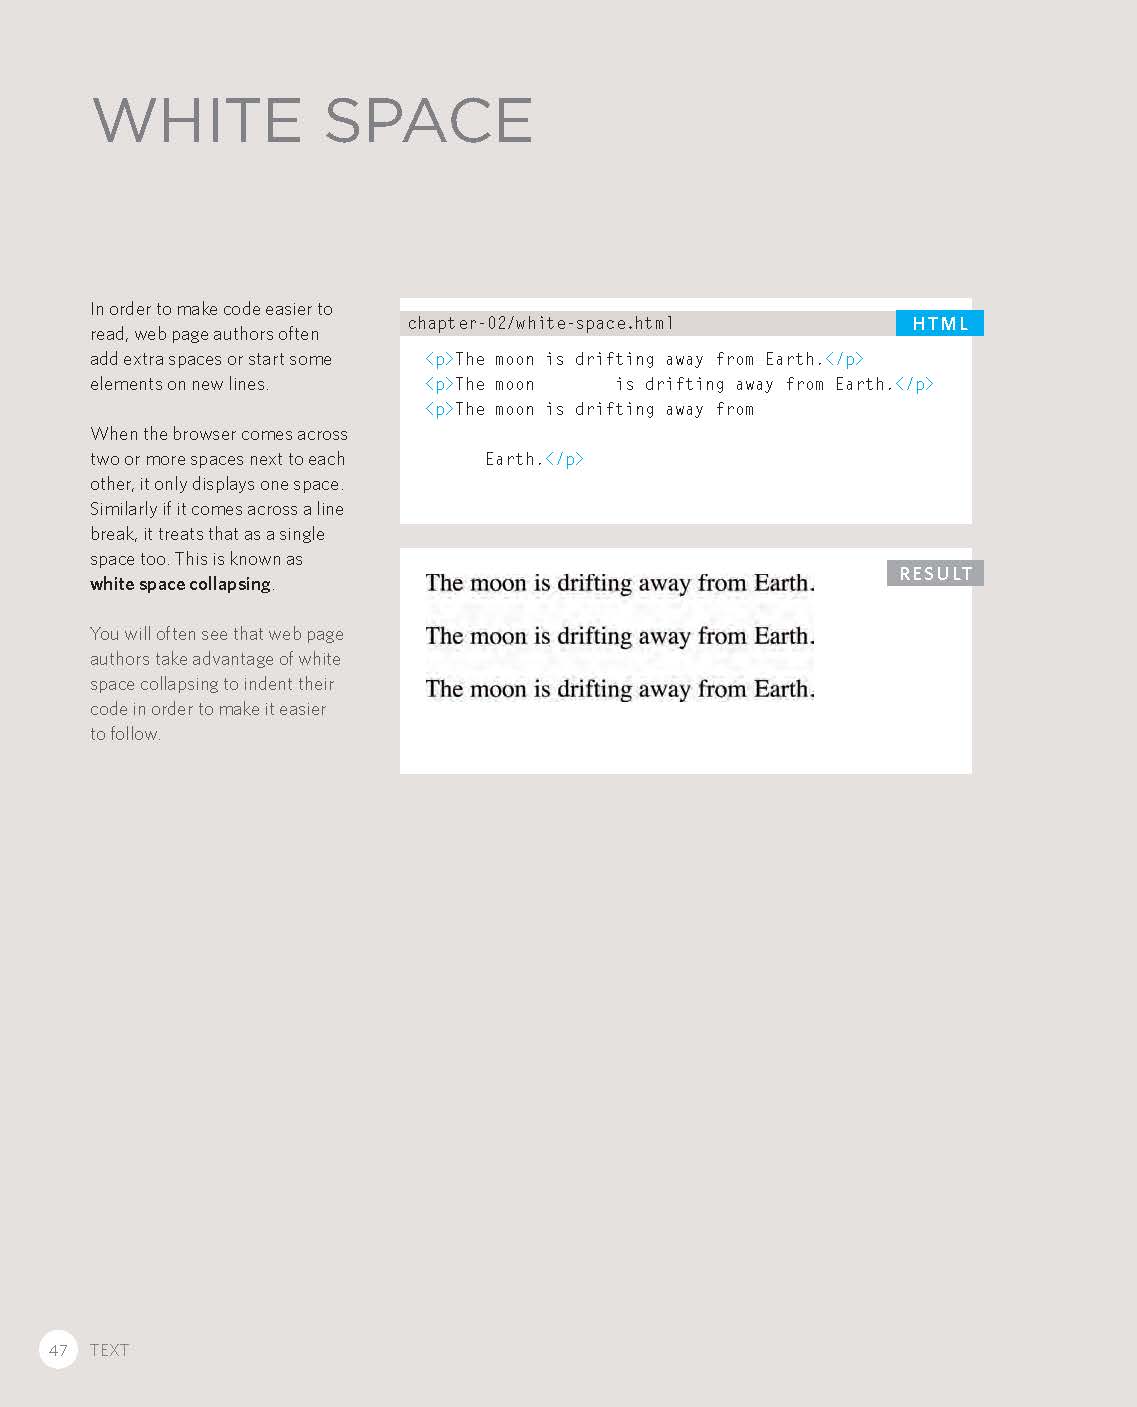 WHITE SPACE
In order to make code easier to
read, web page authors often
add extra spaces or start some
elements on new lines.
When the browser comes across
two or more spaces next to each
other, it only displays one space.
Similarly if it comes across a line
break, it treats that as a single
space too. This is known as
white space collapsing.
You will often see that web page
authors take advantage of white
space collapsing to indent their
code in order to make it easier
to follow.
chapter-02/white-space.html
HTML
<p>The moon is drifting away from Earth.</p>
<p>The moon        is drifting away from Earth.</p>
<p>The moon is drifting away from
Earth.</p>
RESULT
The moon is drifting away from Earth.
The moon is drifting away from Earth.
The moon is drifting away from Earth.
47 TEXT